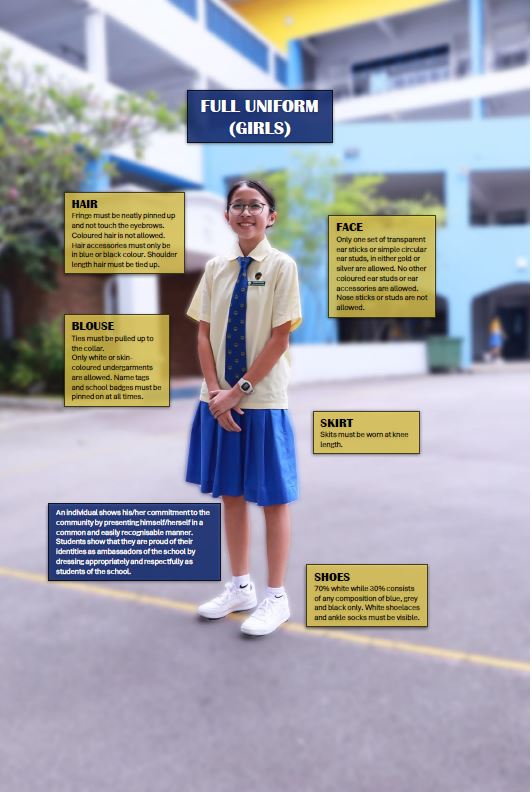 FULL UNIFORM
(GIRLS)
HAIR
Fringe must be neatly pinned up
and not touch the eyebrows.
Coloured hair is not allowed.
Hair accessories must only be
in blue or black colour. Shoulder
length hair must be tied up.
FACE
Only one set of transparent
ear sticks or simple circular
ear studs, in either gold or
silver are allowed. No other
coloured ear studs or ear
accessories are allowed.
Nose sticks or studs are not
allowed.
BLOUSE
Ties must be pulled up to
the collar.
Only white or skin-
coloured undergarments
are allowed. Name tags
and school badges must be
pinned on at all times.
SKIRT
Skits must be worn at knee
length.
An individual shows his/her commitment to the
community by presenting himself/herself in a
common and easily recognisable manner.
Students show that they are proud of their
identities as ambassadors of the school by
dressing appropriately and respectfully as
students of the school.
SHOES
70% white while 30% consists
of any composition of blue, grey
and black only. White shoelaces
and ankle socks must be visible.